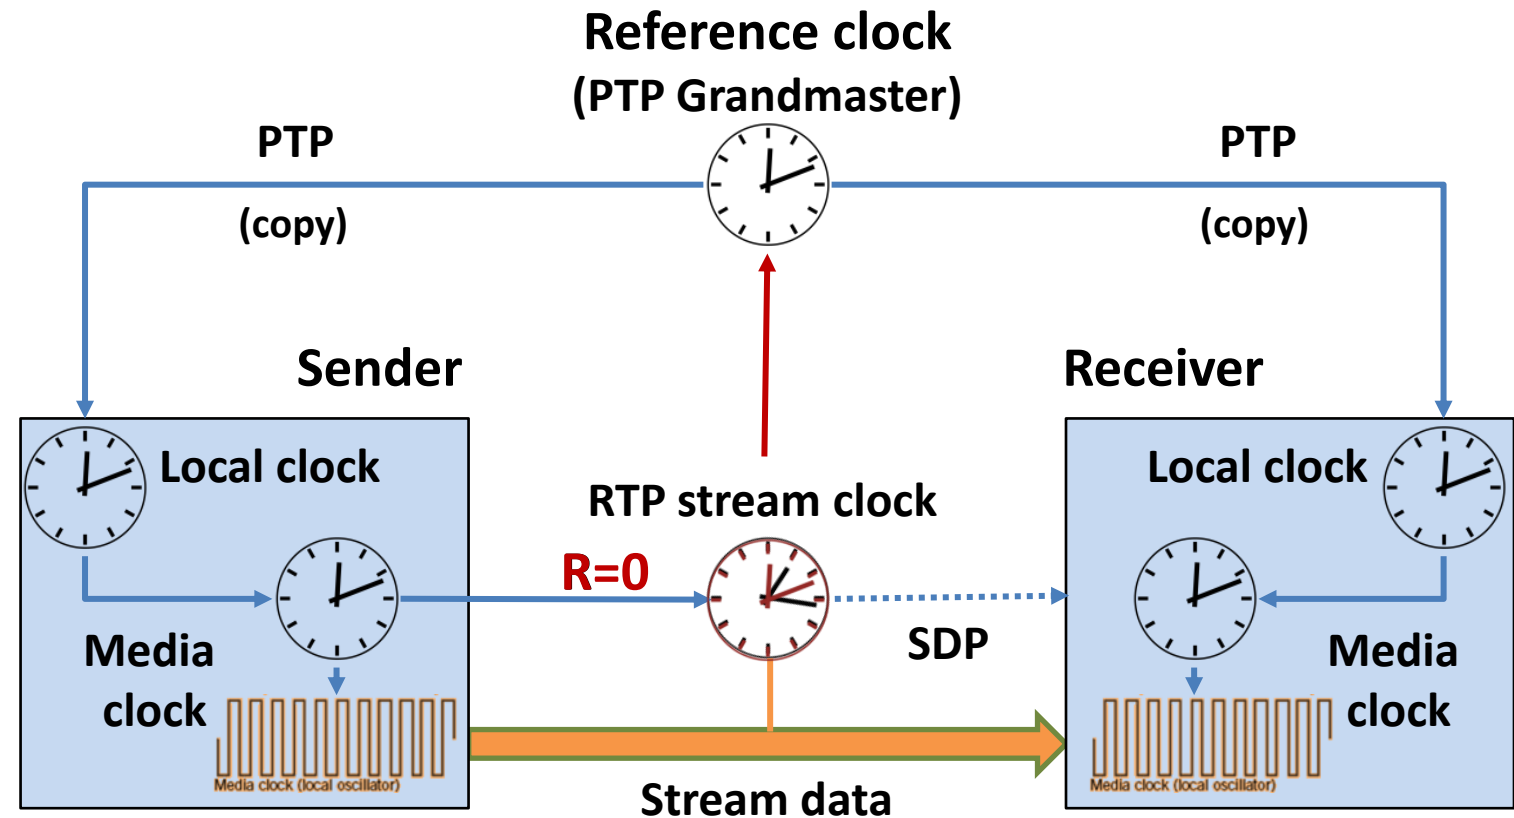 Reference clock
(PTP Grandmaster)
PTP
(copy)
PTP
(copy)
Sender
Receiver
Local clock
Local clock
RTP stream clock
R=0
SDP
Media
clock
Media
clock
Media clock (local oscillator)
Media clock (local oscillator)
Stream data